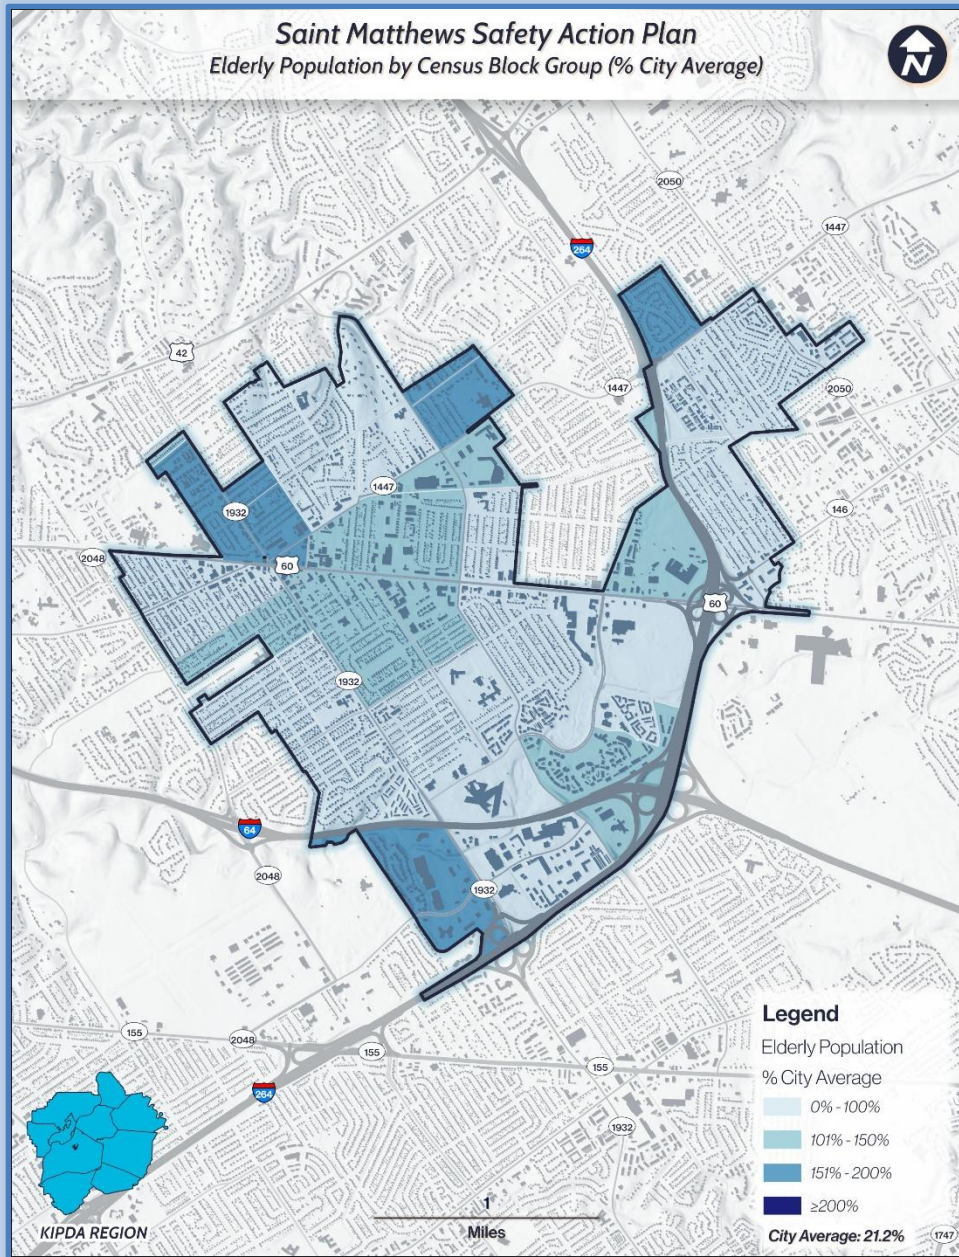 Saint Matthews Safety Action Plan
Elderly Population by Census Block Group (% City Average)
N
2050
1447
264
42
1447
2050
1447
1932
146
2048
60
60
1932
64
2048
1932
155
2048
155
155
264
1932
1747
KIPDA REGION
1
Miles
Legend
Elderly Population
% City Average
0% - 100%
101% - 150%
151% - 200%
≥200%
City Average: 21.2%